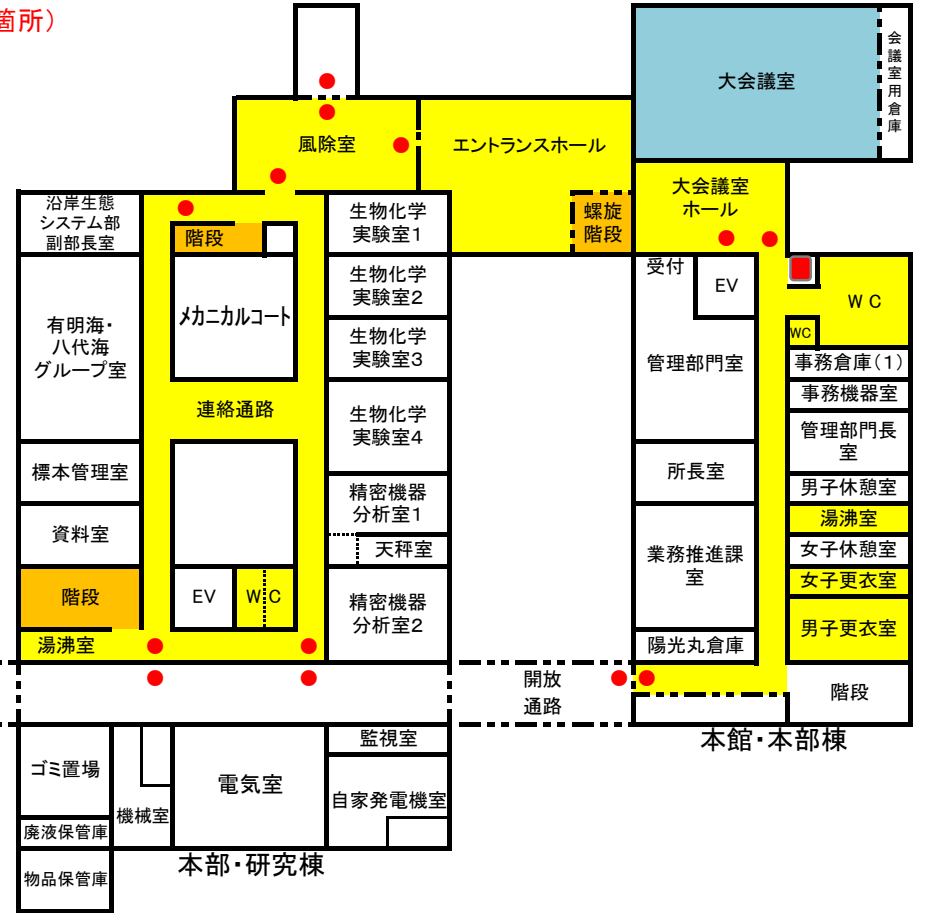 箇所）
大会議室
会議室用倉庫
風除室
エントランスホール
大会議室
ホール
螺旋
階段
沿岸生態
システム部
副部長室
階段
生物化学
実験室1
受付
EV
ＷＣ
WC
メカニカルコート
生物化学
実験室2
有明海・
八代海
グループ室
生物化学
実験室3
管理部門室
事務倉庫（1）
事務機器室
連絡通路
生物化学
実験室4
管理部門長
室
標本管理室
所長室
男子休憩室
精密機器
分析室1
湯沸室
資料室
天秤室
業務推進課
室
女子休憩室
階段
EV
ＷＣ
精密機器
分析室2
女子更衣室
男子更衣室
湯沸室
陽光丸倉庫
開放
通路
階段
監視室
本館・本部棟
ゴミ置場
電気室
自家発電機室
機械室
廃液保管庫
本部・研究棟
物品保管庫